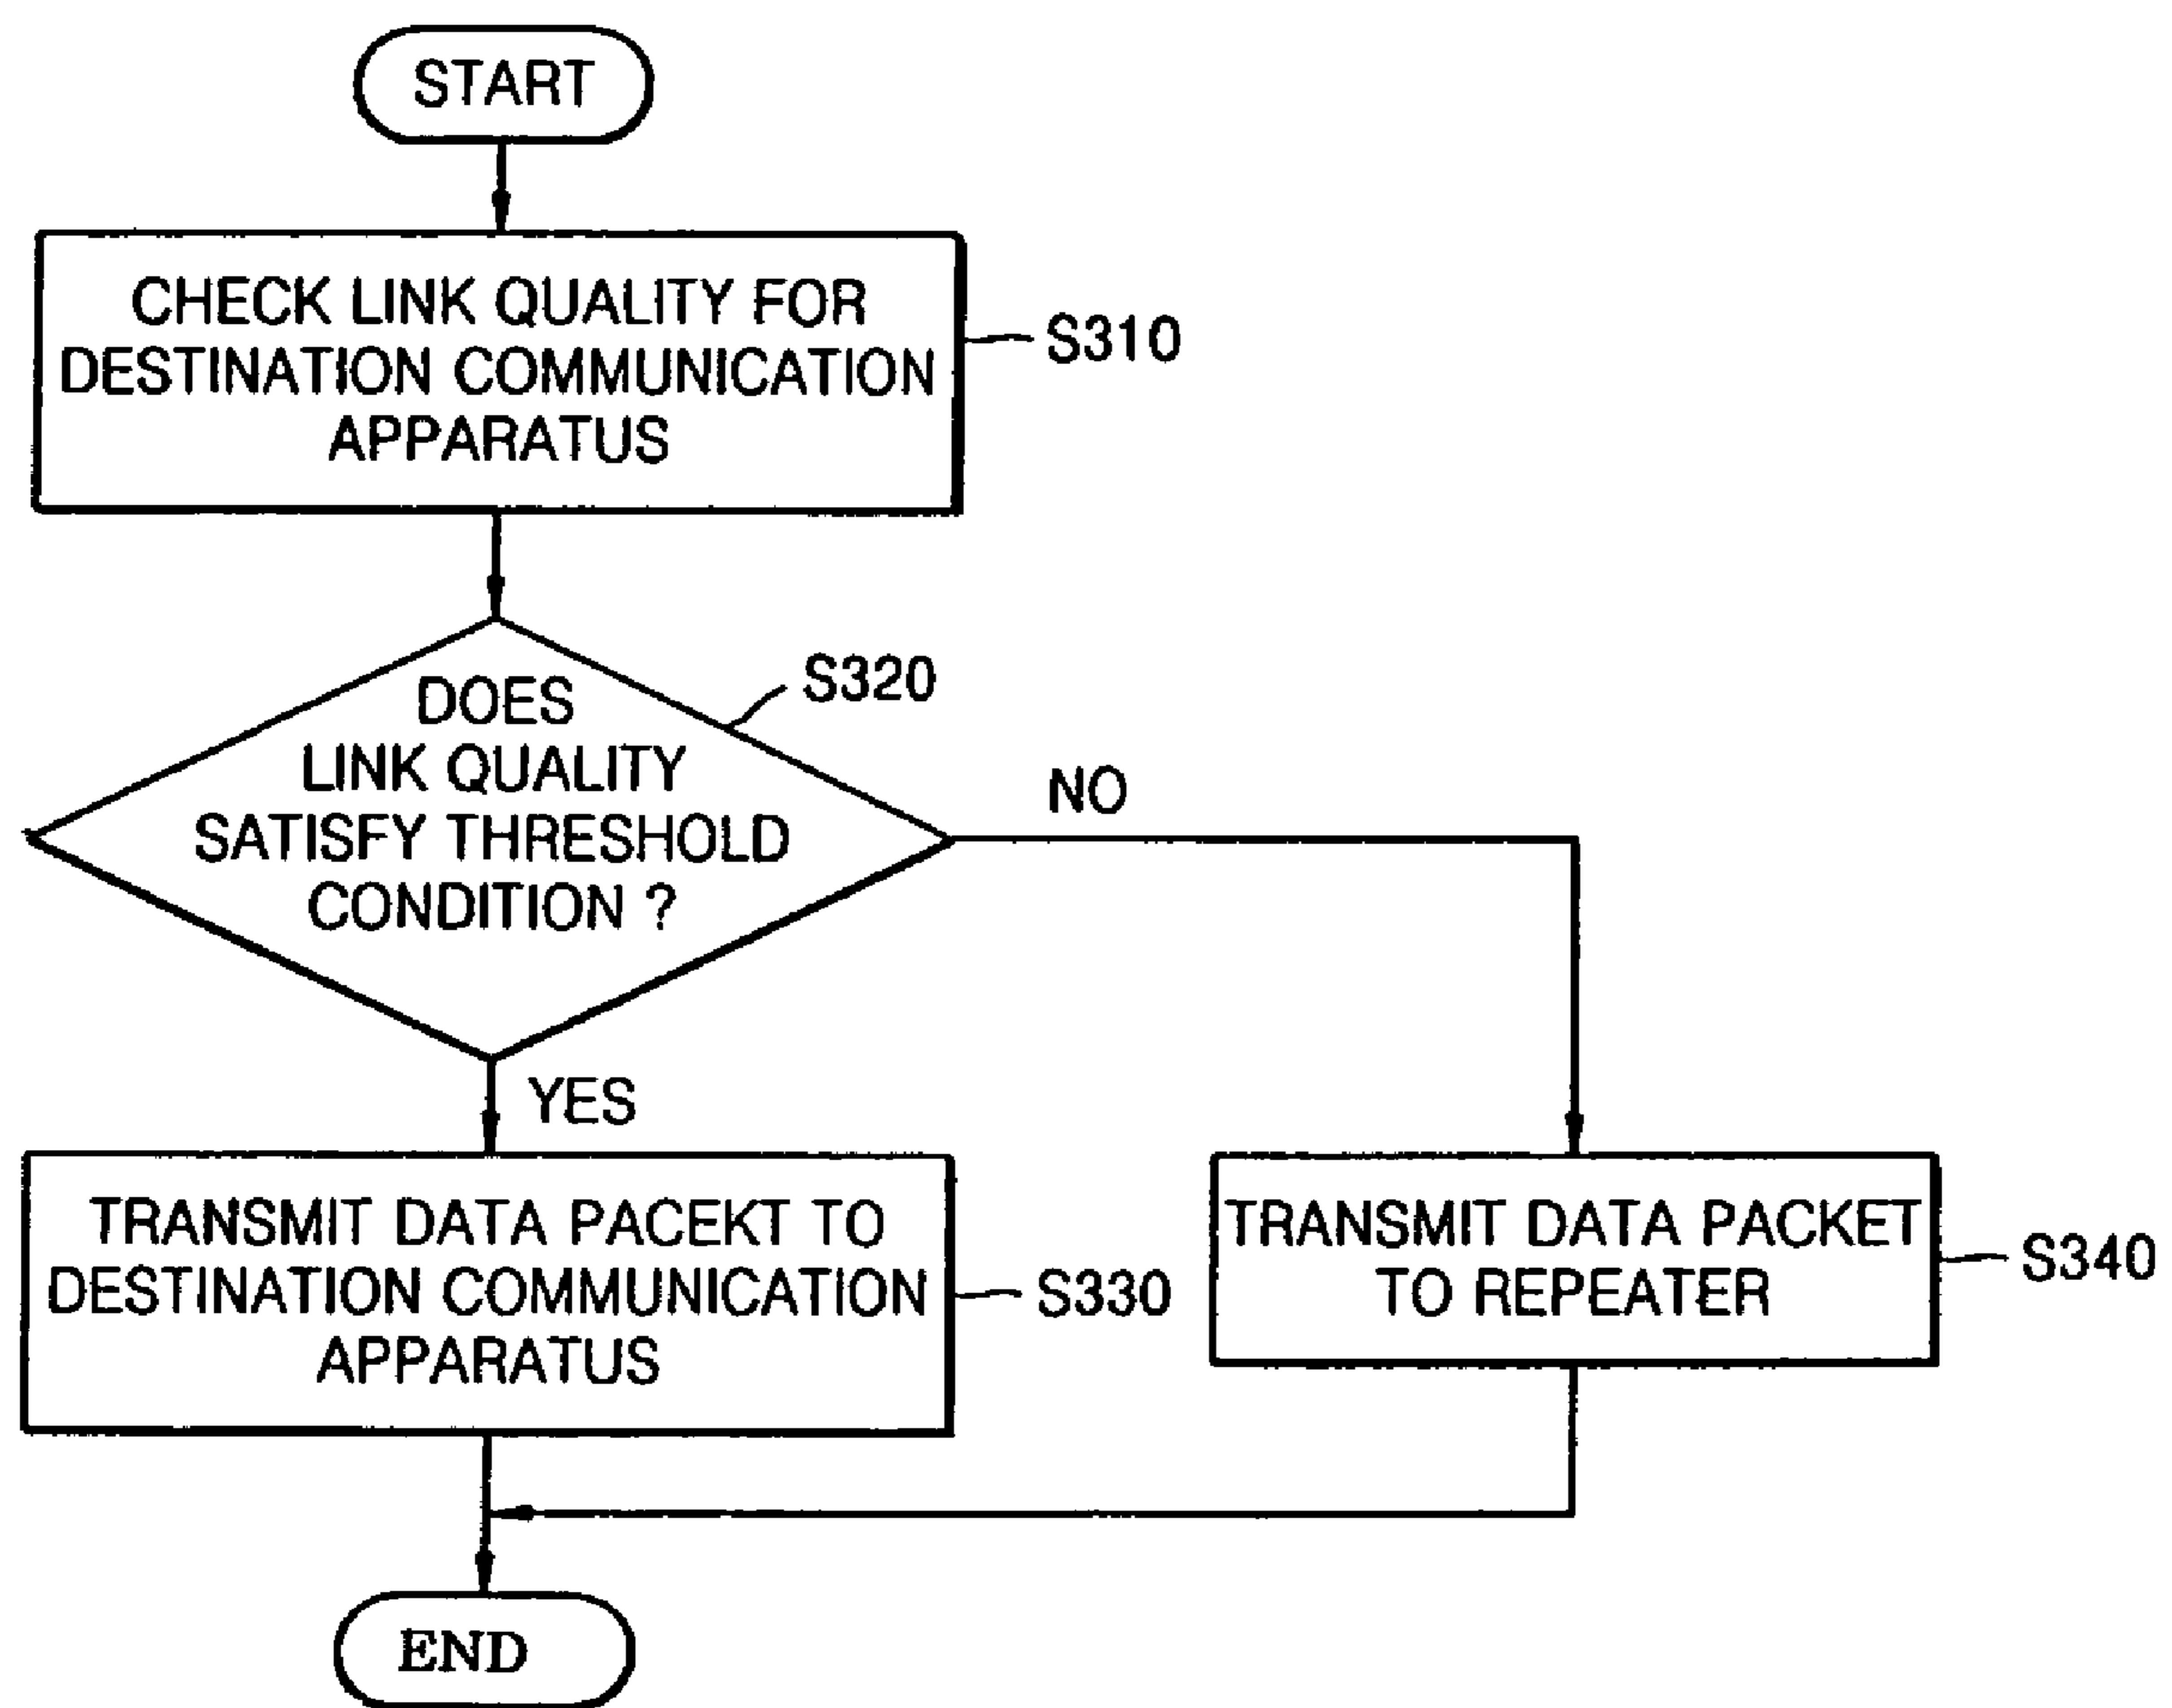 START
CHECK LINK QUALITY FOR
DESTINATION COMMUNICATION
APPARATUS
S310
DOES
LINK QUALITY
SATISFY THRESHOLD
CONDITION ?
S320
NO
YES
TRANSMIT DATA PACEKT TO
DESTINATION COMMUNICATION
APPARATUS
S330
TRANSMIT DATA PACKET
TO REPEATER
S340
END